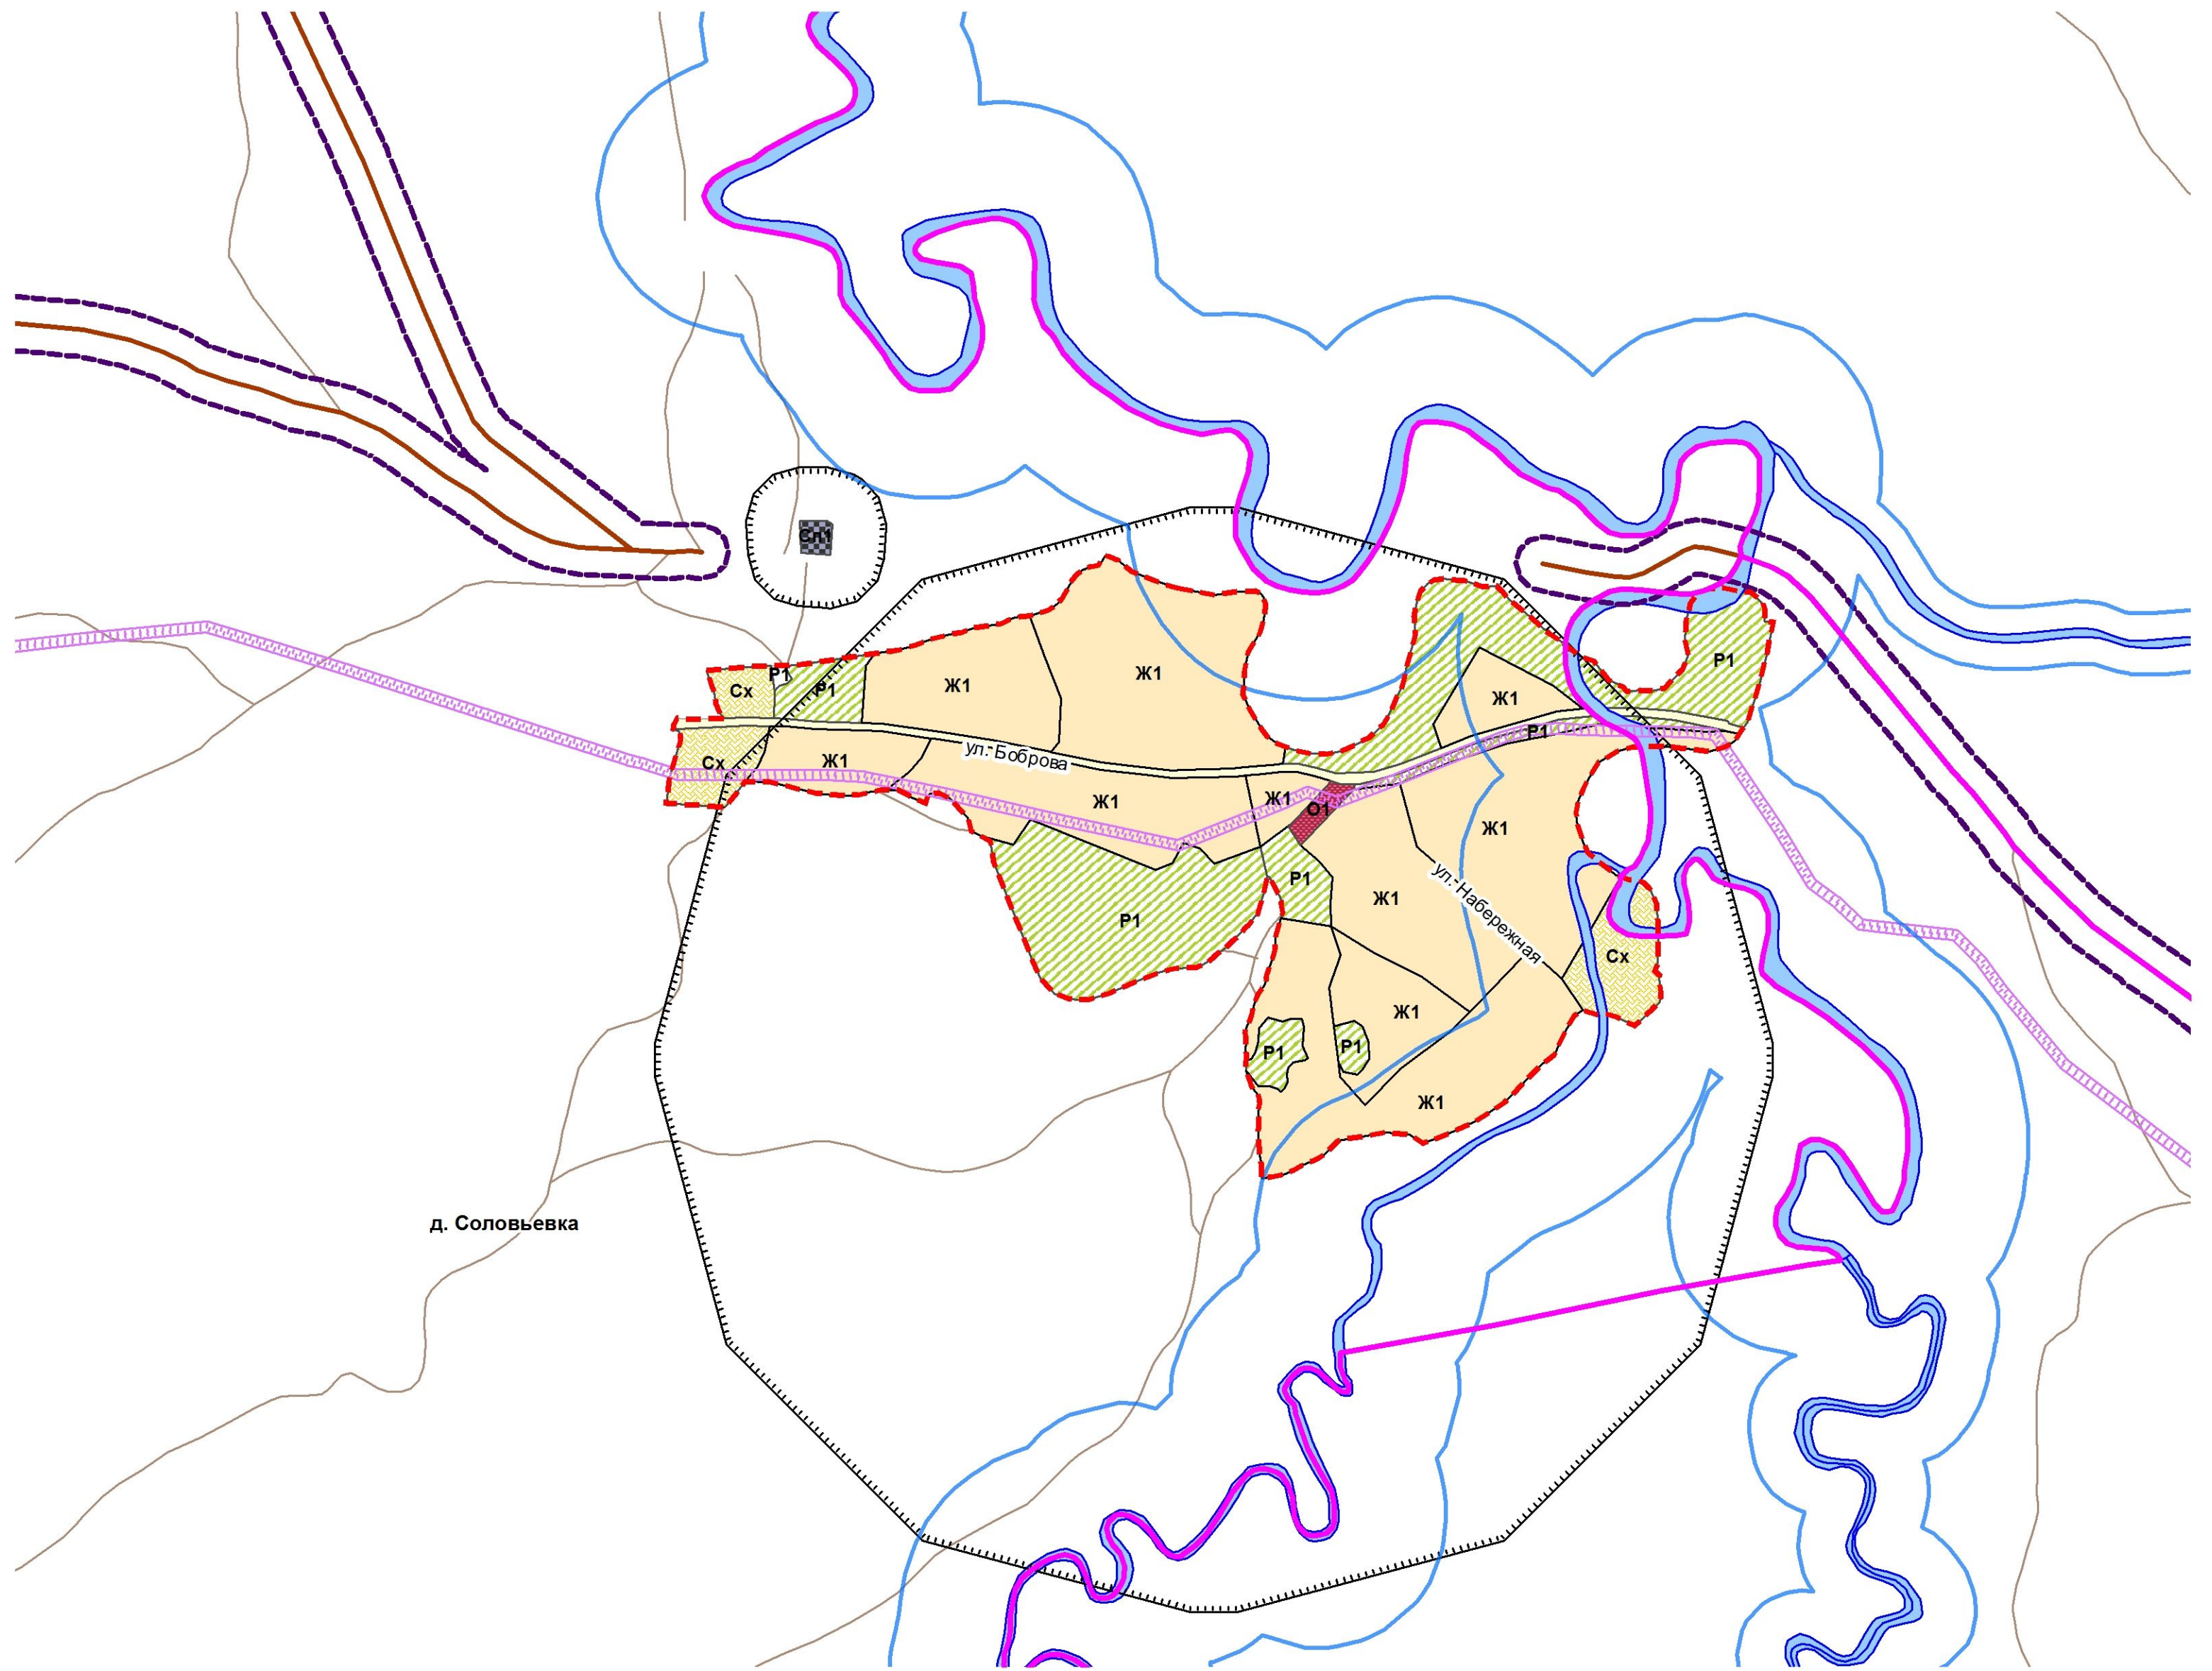 Сп1
Р1
Ж1
Р1
Р1
Сх
Ж1
Ж1
Р1
ул. Боброва
Сх
Ж1
Ж1
Ж1
О1
Ж1
Р1
ул. Набережная
Ж1
Р1
Сх
Ж1
Р1
Р1
Ж1
д. Соловьевка